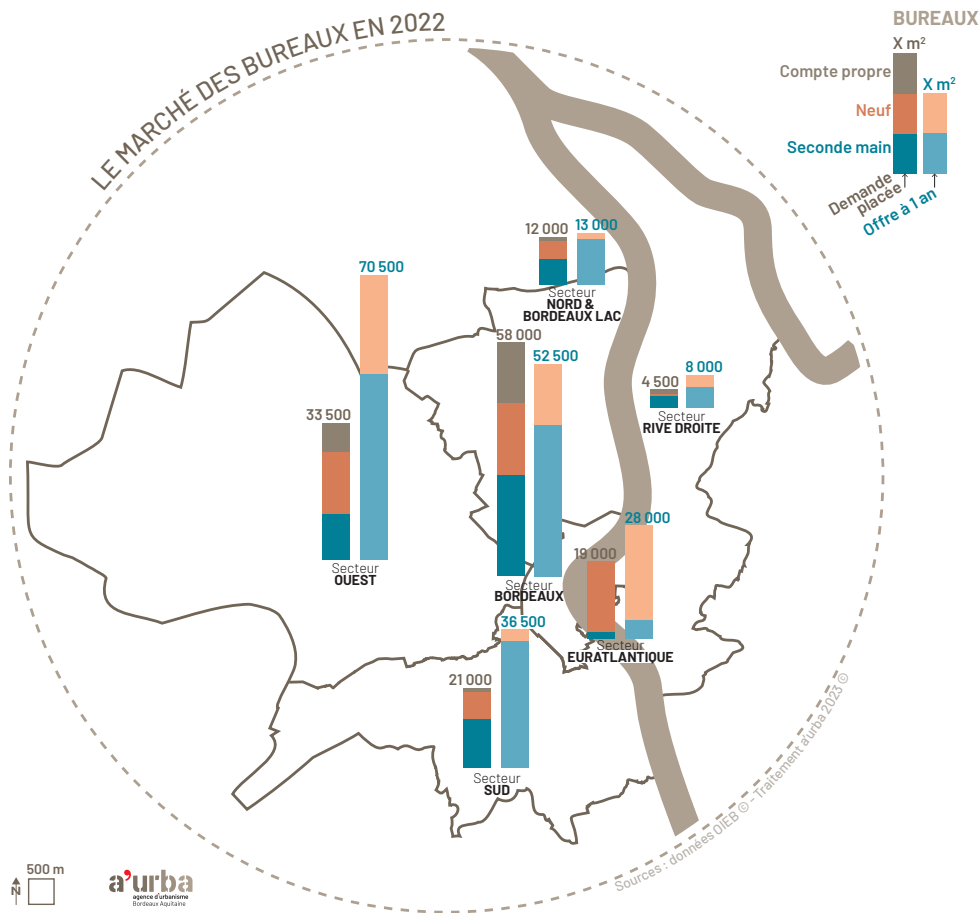 LE MARCHÉ DES BUREAUX EN 2022
BUREAUX
X m²
Compte propre
X m²
Neuf
Seconde main
Demande
placée
Offre à 1 an
12 000
13 000
Secteur
NORD &
BORDEAUX LAC
70 500
33 500
Secteur
OUEST
58 000
52 500
Secteur
BORDEAUX
4 500
8 000
Secteur
RIVE DROITE
28 000
19 000
Secteur
EURATLANTIQUE
36 500
21 000
Secteur
SUD
Sources : données OIEB © - Traitement a'urba 2023 ©
500 m
N
a'urba
agence d'urbanisme
Bordeaux Aquitaine